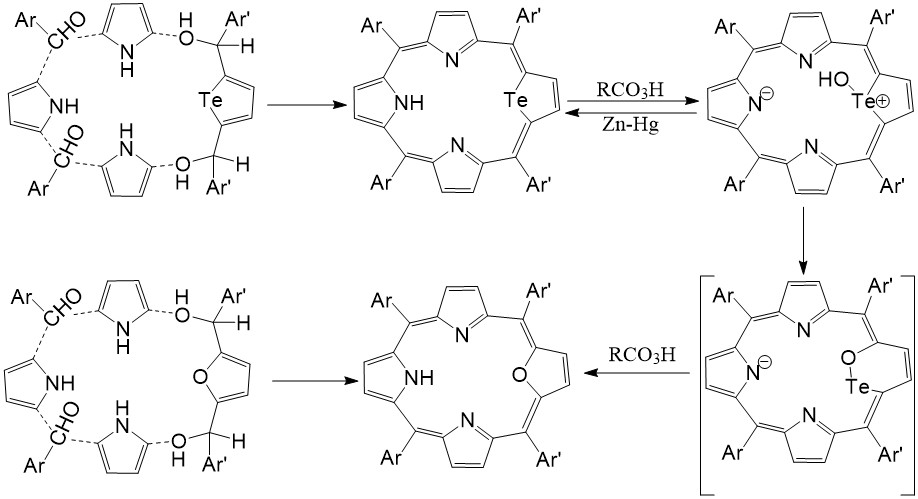 Ar CHO N H H O Ar' H
NH Te
CHO Ar H N O H H Ar'
Ar Ar' N
NH Te
N Ar Ar'
RCO₃H
Zn-Hg
Ar Ar' N
N⊖ HO Te⊕
N Ar Ar'
Ar CHO N H H O Ar' H
NH O
CHO Ar H N O H H Ar'
Ar Ar' N
NH O
N Ar Ar'
RCO₃H
Ar Ar' N
N⊖ O Te
N Ar Ar'